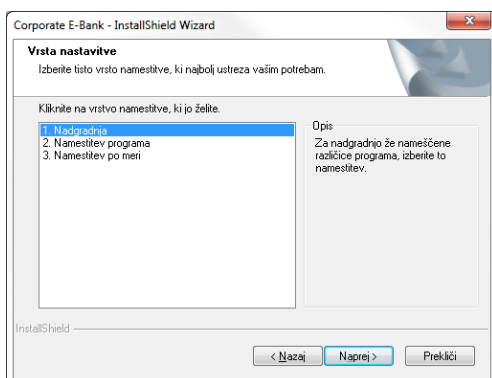 Corporate E-Bank - InstallShield Wizard
Vrsta nastavitve
Izberite tisto vrsto namestitve, ki najbolj ustreza vašim potrebam.
Kliknite na vrstvo namestitve, ki jo želite.
1. Nadgradnja
2. Namestitev programa
3. Namestitev po meri
Opis
Za nadgradnjo že nameščene
različice programa, izberite to
namestitev.
InstallShield
< Nazaj
Naprej >
Prekliči